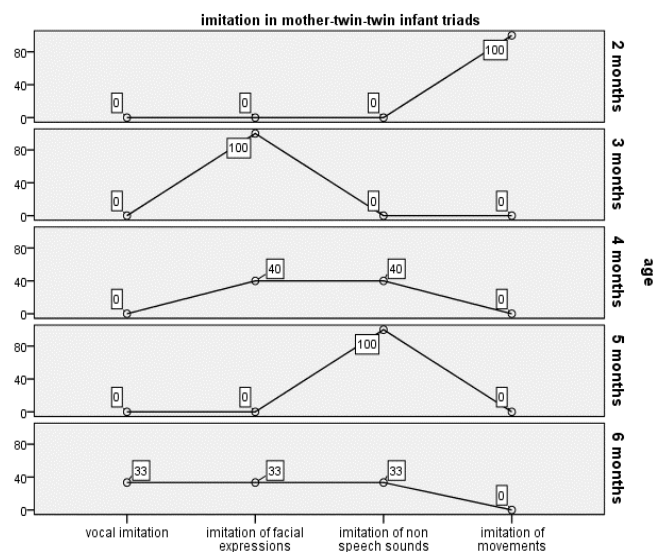 imitation in mother-twin-twin infant triads
80
40
0
0
0
0
100
2 months
80
40
0
0
100
0
0
3 months
age
80
40
0
0
40
40
0
4 months
80
40
0
0
0
100
0
5 months
80
40
0
33
33
33
0
6 months
vocal imitation
imitation of facial
expressions
imitation of non
speech sounds
imitation of
movements